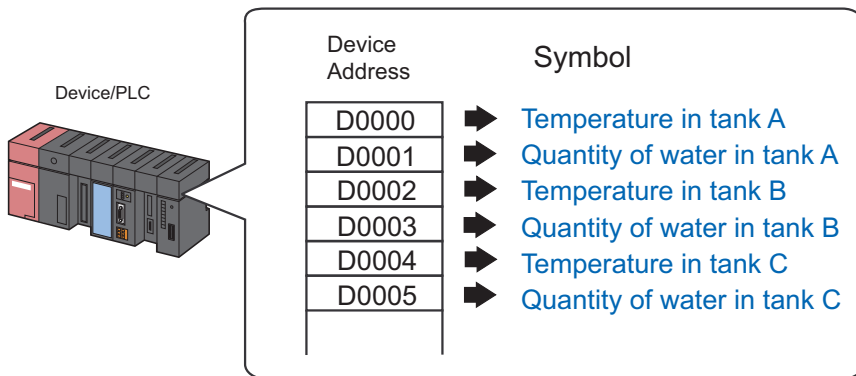 Device/PLC
Device
Address
Symbol
D0000 Temperature in tank A
D0001 Quantity of water in tank A
D0002 Temperature in tank B
D0003 Quantity of water in tank B
D0004 Temperature in tank C
D0005 Quantity of water in tank C